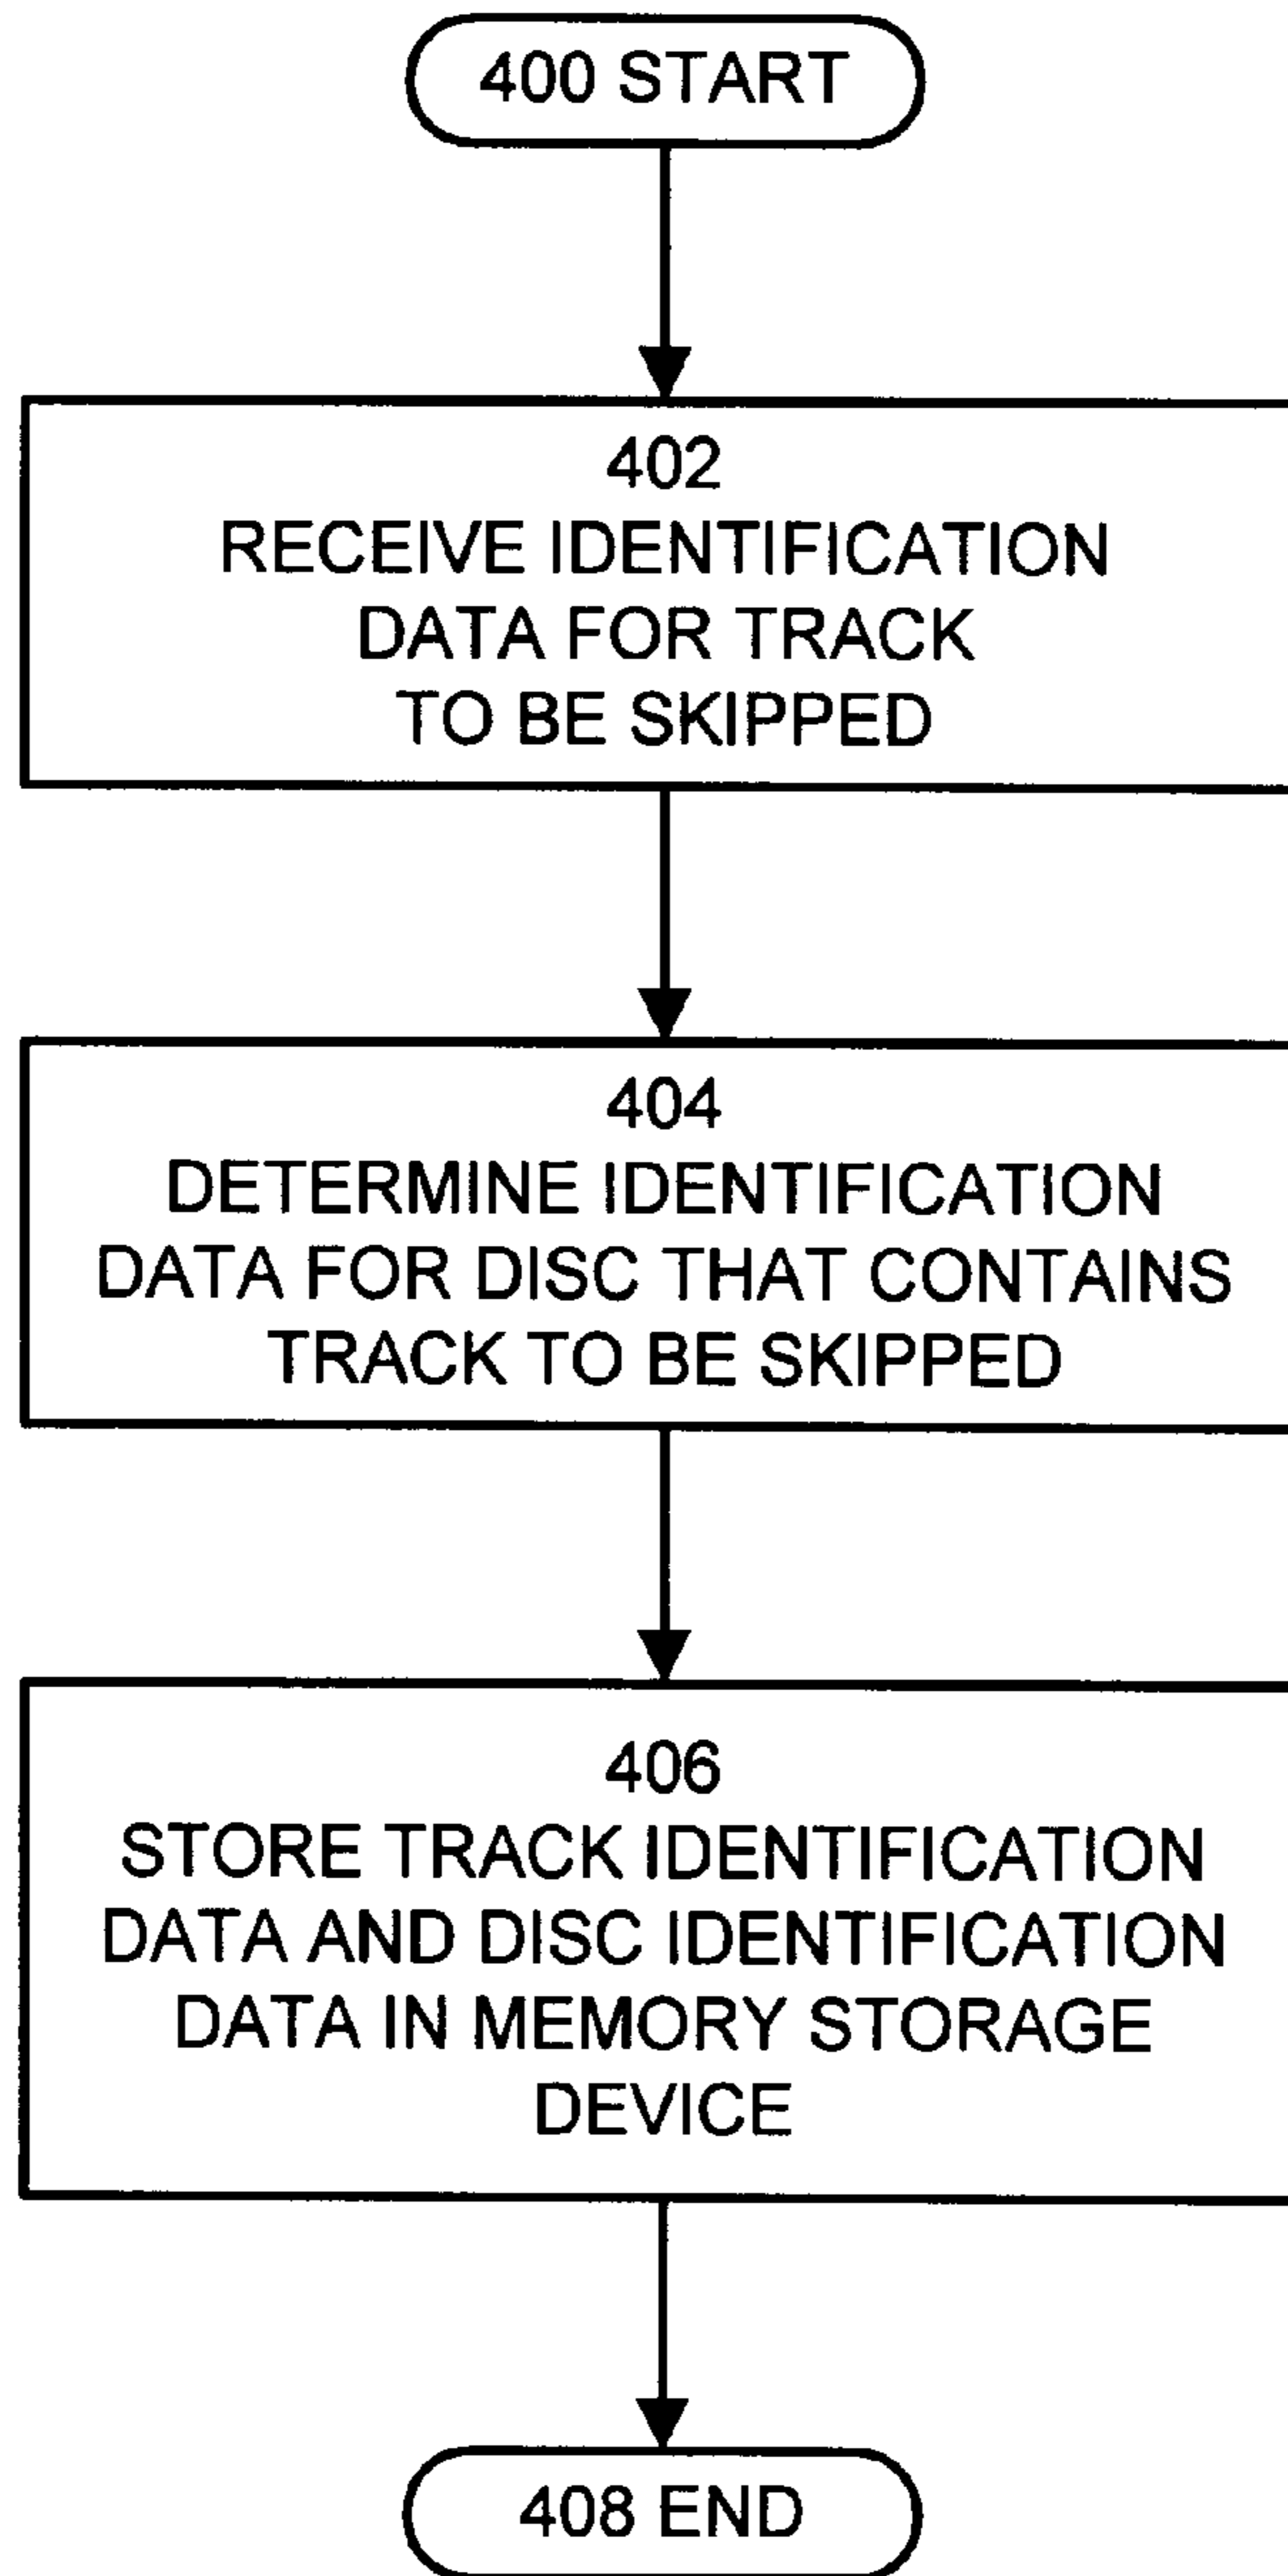 400 START
402
RECEIVE IDENTIFICATION
DATA FOR TRACK
TO BE SKIPPED
404
DETERMINE IDENTIFICATION
DATA FOR DISC THAT CONTAINS
TRACK TO BE SKIPPED
406
STORE TRACK IDENTIFICATION
DATA AND DISC IDENTIFICATION
DATA IN MEMORY STORAGE
DEVICE
408 END